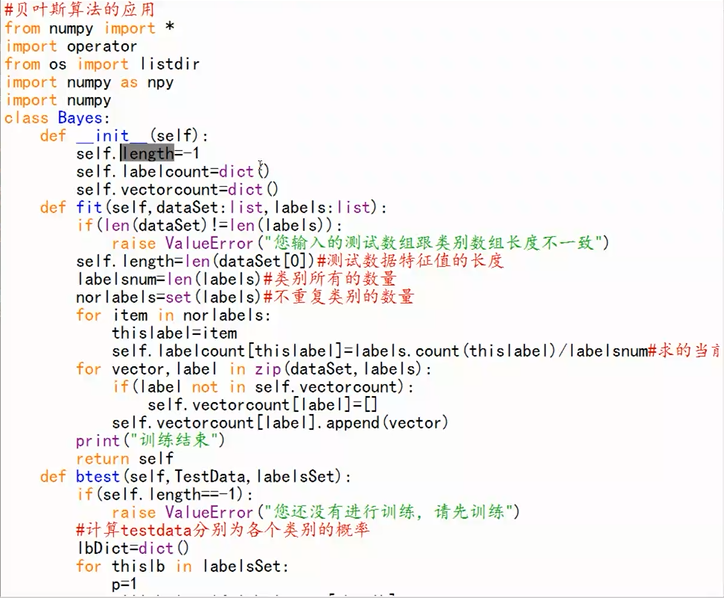 #贝叶斯算法的应用
from numpy import *
import operator
from os import listdir
import numpy as npy
import numpy
class Bayes:
    def __init__(self):
        self.length=-1
        self.labelcount=dict()
        self.vectorcount=dict()
    def fit(self,dataSet:list,labels:list):
        if(len(dataSet)!=len(labels)):
            raise ValueError("您输入的测试数组跟类别数组长度不一致")
        self.length=len(dataSet[0])#测试数据特征值的长度
        labelsnum=len(labels)#类别所有的数量
        norlabels=set(labels)#不重复类别的数量
        for item in norlabels:
            thislabel=item
            self.labelcount[thislabel]=labels.count(thislabel)/labelsnum#求的当前
        for vector,label in zip(dataSet,labels):
            if(label not in self.vectorcount):
                self.vectorcount[label]=[]
            self.vectorcount[label].append(vector)
        print("训练结束")
        return self
    def btest(self,TestData,labelsSet):
        if(self.length==-1):
            raise ValueError("您还没有进行训练，请先训练")
        #计算testdata分别为各个类别的概率
        lbDict=dict()
        for thislb in labelsSet:
            p=1